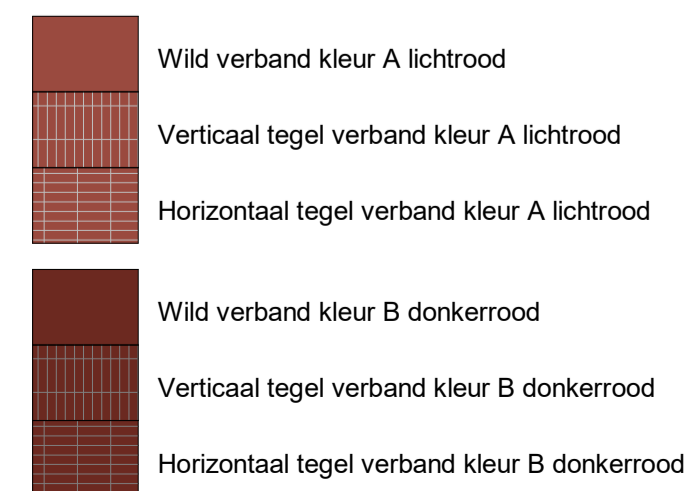 Wild verband kleur A lichtrood
Verticaal tegel verband kleur A lichtrood
Horizontaal tegel verband kleur A lichtrood
Wild verband kleur B donkerrood
Verticaal tegel verband kleur B donkerrood
Horizontaal tegel verband kleur B donkerrood